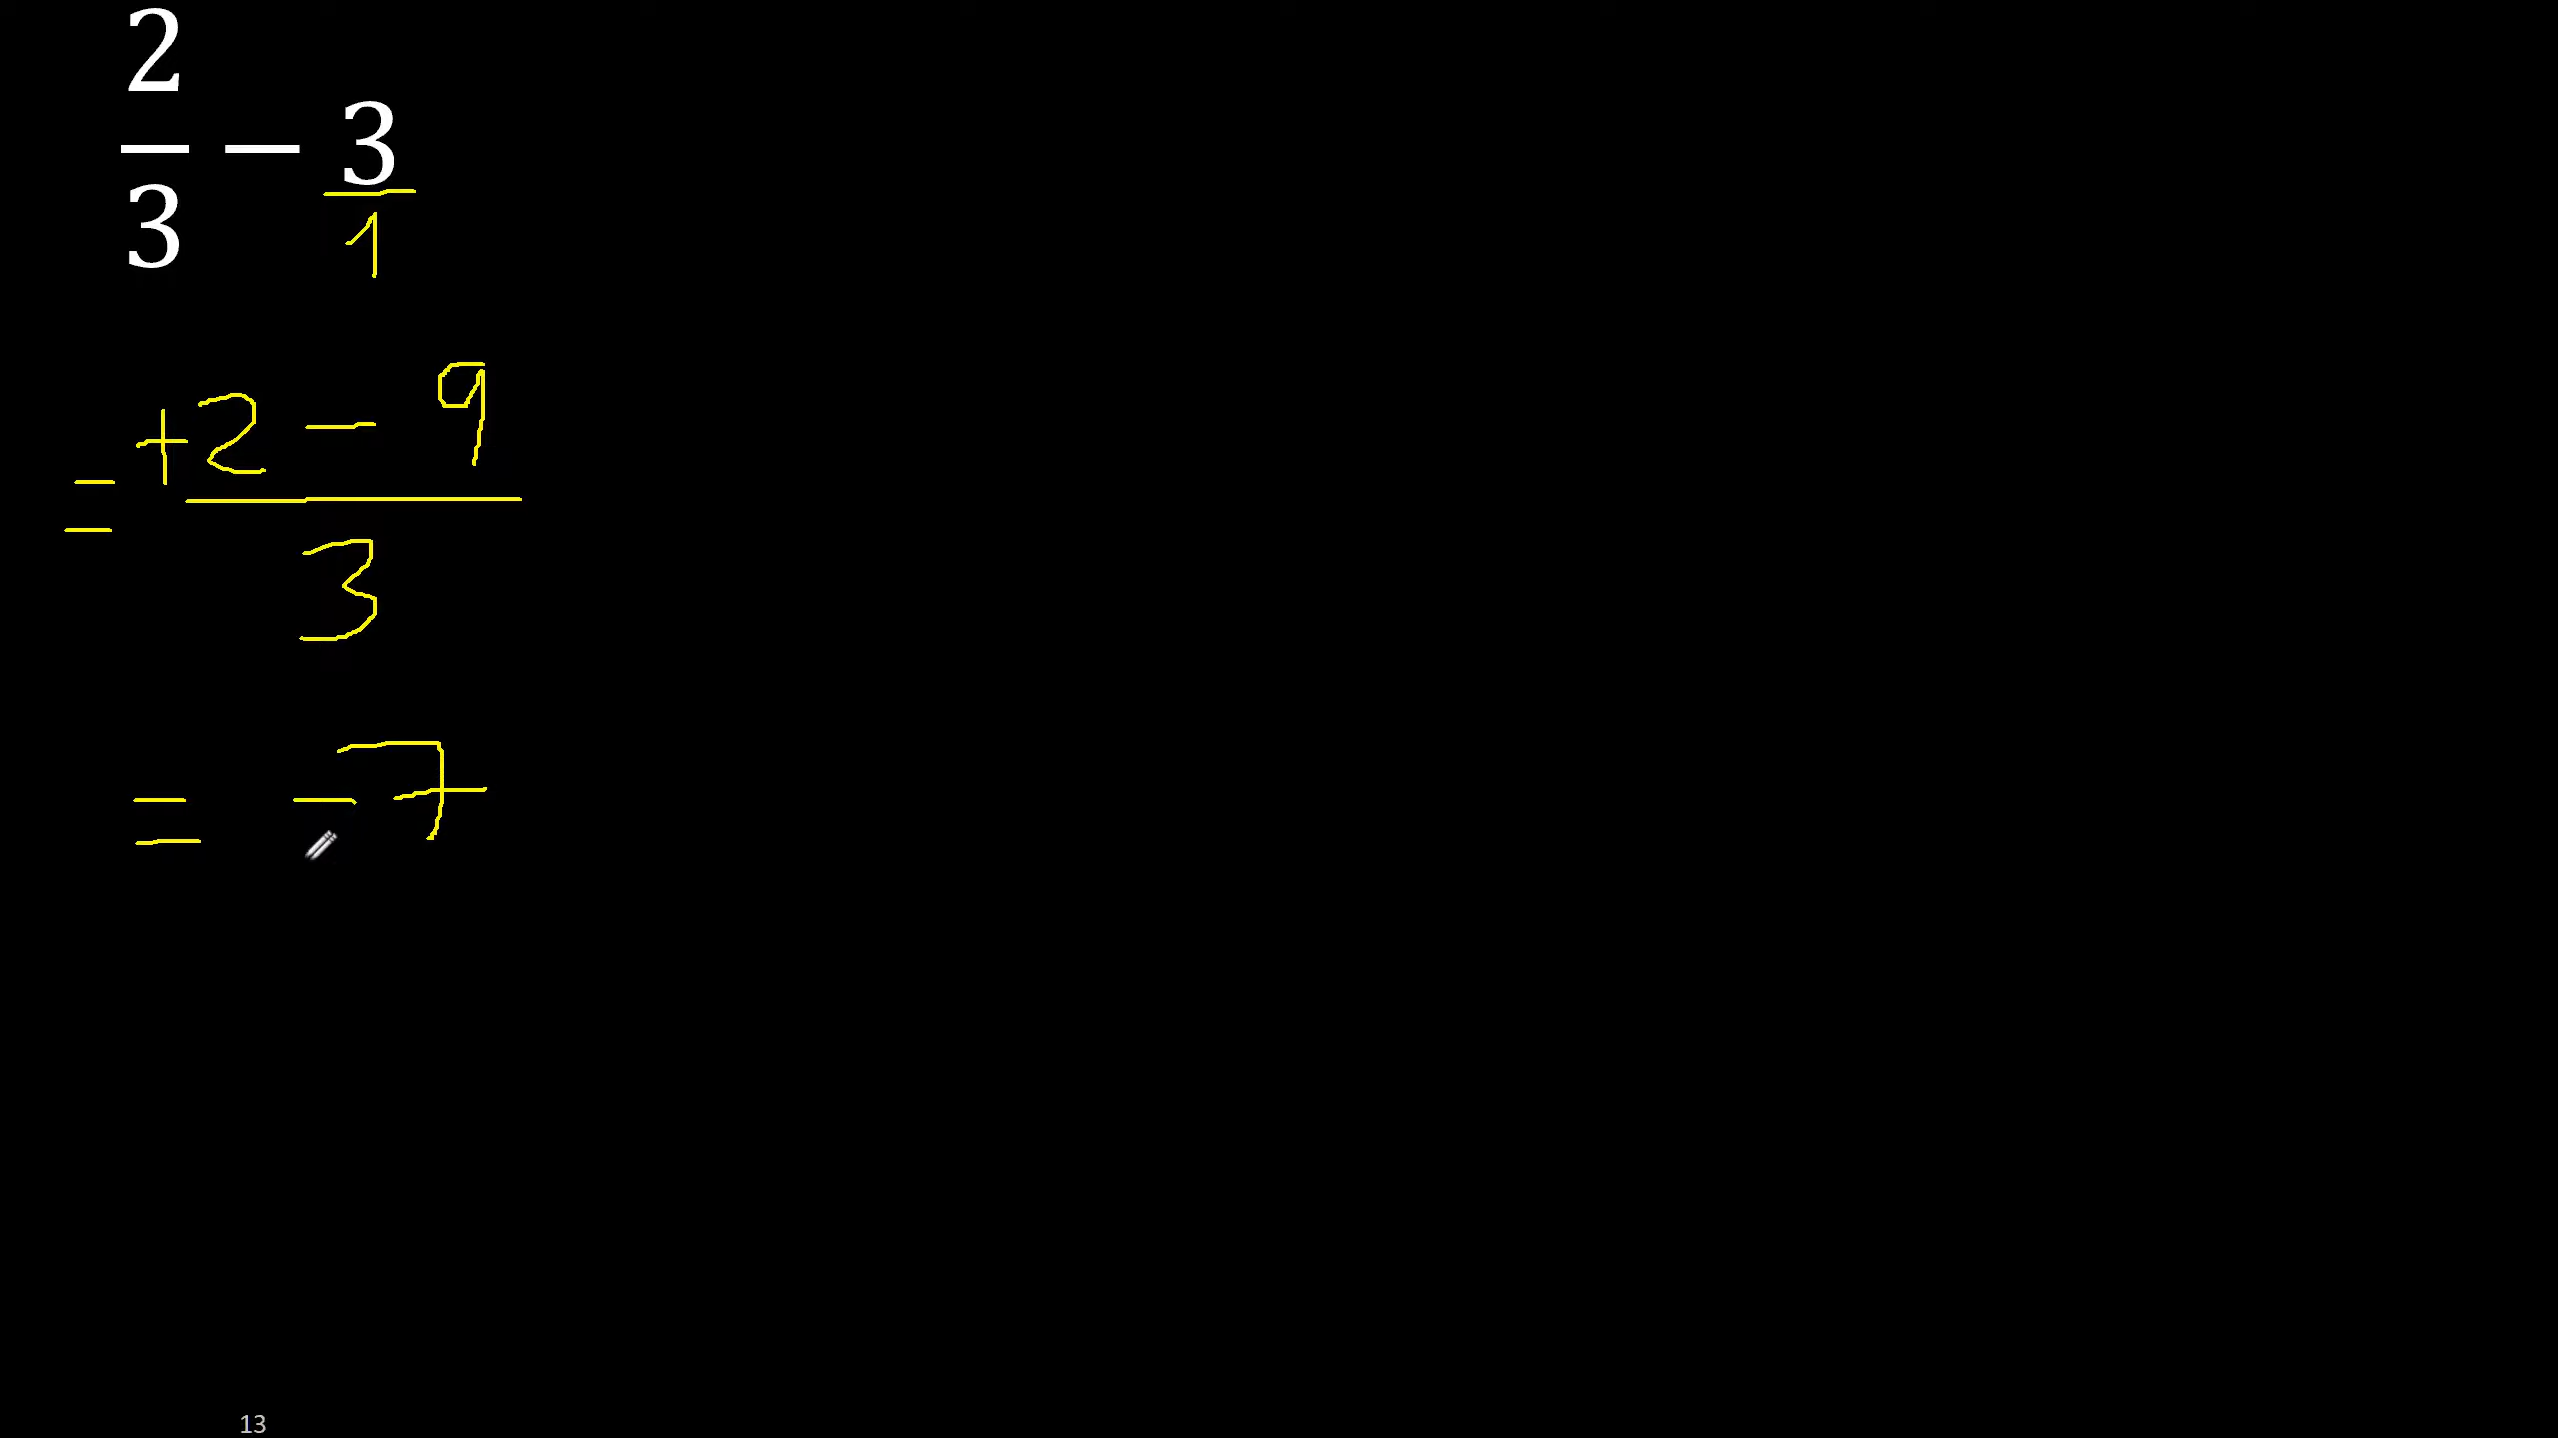 2/3 − 3/1
= +2 − 9/3
= − 7
13